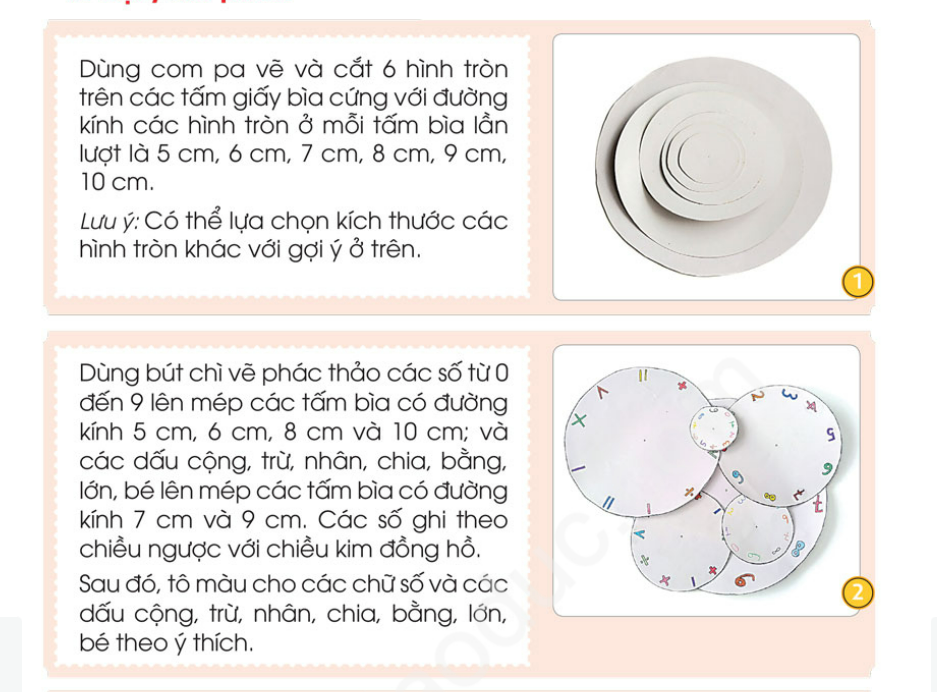 Dùng com pa vẽ và cắt 6 hình tròn
trên các tấm giấy bìa cứng với đường
kính các hình tròn ở mỗi tấm bìa lần
lượt là 5 cm, 6 cm, 7 cm, 8 cm, 9 cm,
10 cm.
Lưu ý: Có thể lựa chọn kích thước các
hình tròn khác với gợi ý ở trên.
1
Dùng bút chì vẽ phác thảo các số từ 0
đến 9 lên mép các tấm bìa có đường
kính 5 cm, 6 cm, 8 cm và 10 cm; và
các dấu cộng, trừ, nhân, chia, bằng,
lớn, bé lên mép các tấm bìa có đường
kính 7 cm và 9 cm. Các số ghi theo
chiều ngược với chiều kim đồng hồ.
Sau đó, tô màu cho các chữ số và các
dấu cộng, trừ, nhân, chia, bằng, lớn,
bé theo ý thích.
2